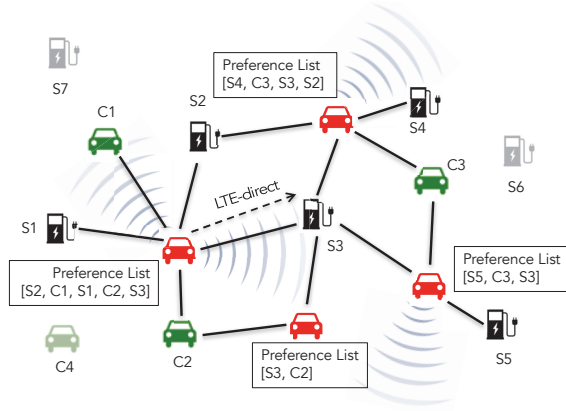 S7
Preference List
[S4, C3, S3, S2]
C1
S2
S4
C3
S6
LTE-direct
S1
S3
Preference List
[S2, C1, S1, C2, S3]
Preference List
[S5, C3, S3]
C4
C2
Preference List
[S3, C2]
S5